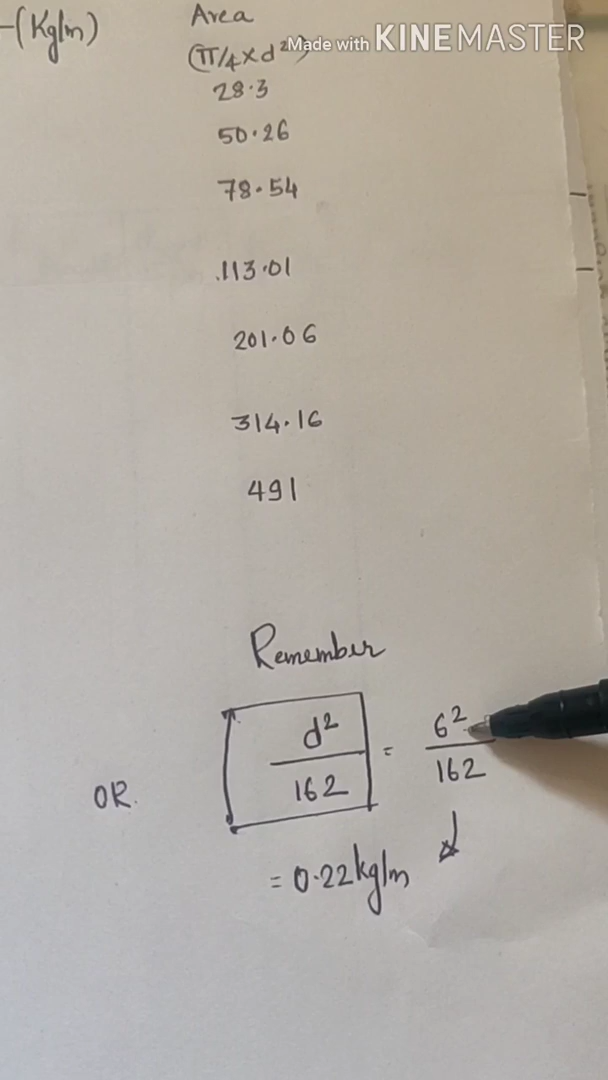 -(Kg/m)
Area
Made with KINEMASTER
(π/4×d²)
28.3
50.26
78.54
113.01
201.06
314.16
491
Remember
OR. d²/162 = 6²/162
= 0.22kg/m